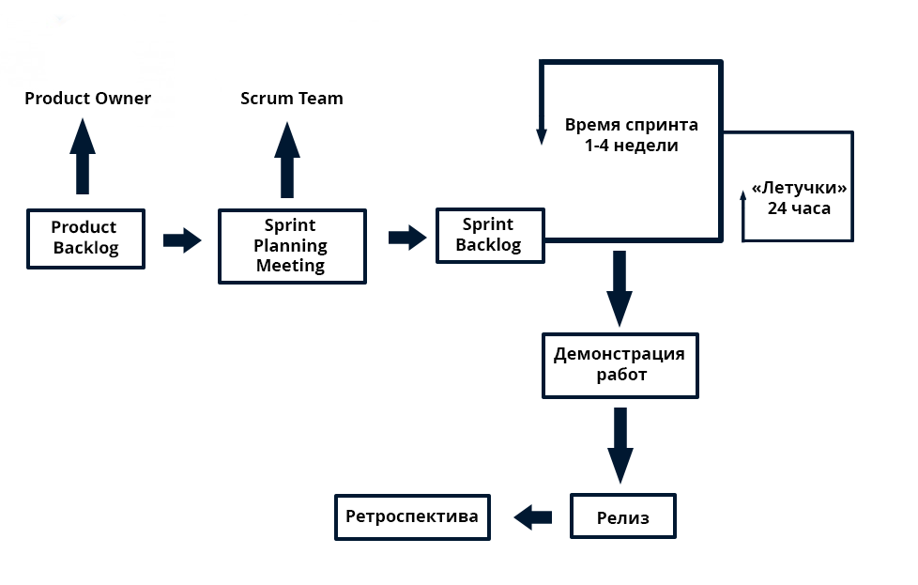 Product Owner
Scrum Team
Время спринта
1-4 недели
«Летучки»
24 часа
Product
Backlog
Sprint
Planning
Meeting
Sprint
Backlog
Демонстрация
работ
Ретроспектива
Релиз